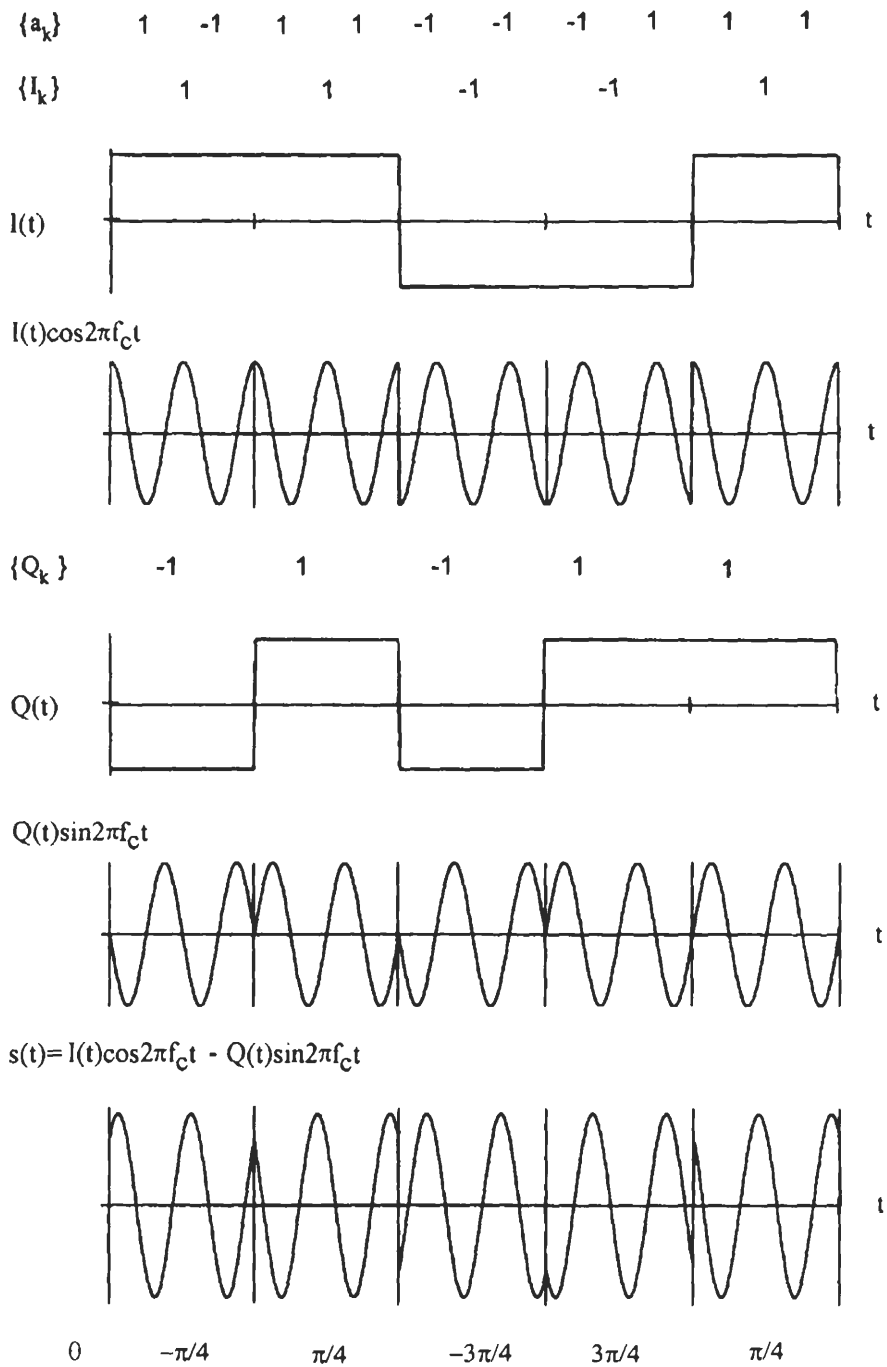 {a_k} 1 -1 1 1 -1 -1 -1 1 1 1
{I_k} 1 1 -1 -1 1
I(t) t
I(t)cos2πf_ct
t
{Q_k} -1 1 -1 1 1
Q(t) t
Q(t)sin2πf_ct
t
s(t)= I(t)cos2πf_ct - Q(t)sin2πf_ct
t
0 -π/4 π/4 -3π/4 3π/4 π/4